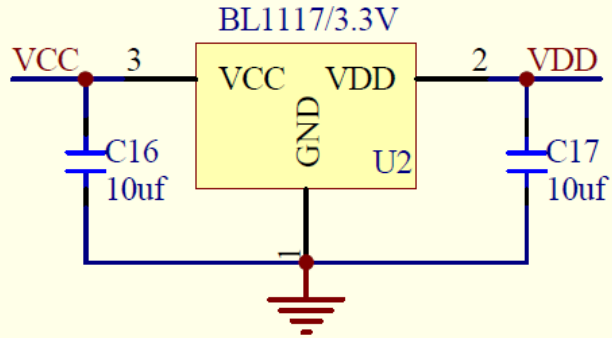 BL1117/3.3V
VCC 3 VCC VDD 2 VDD
GND
C16
10uf
U2
C17
10uf
1